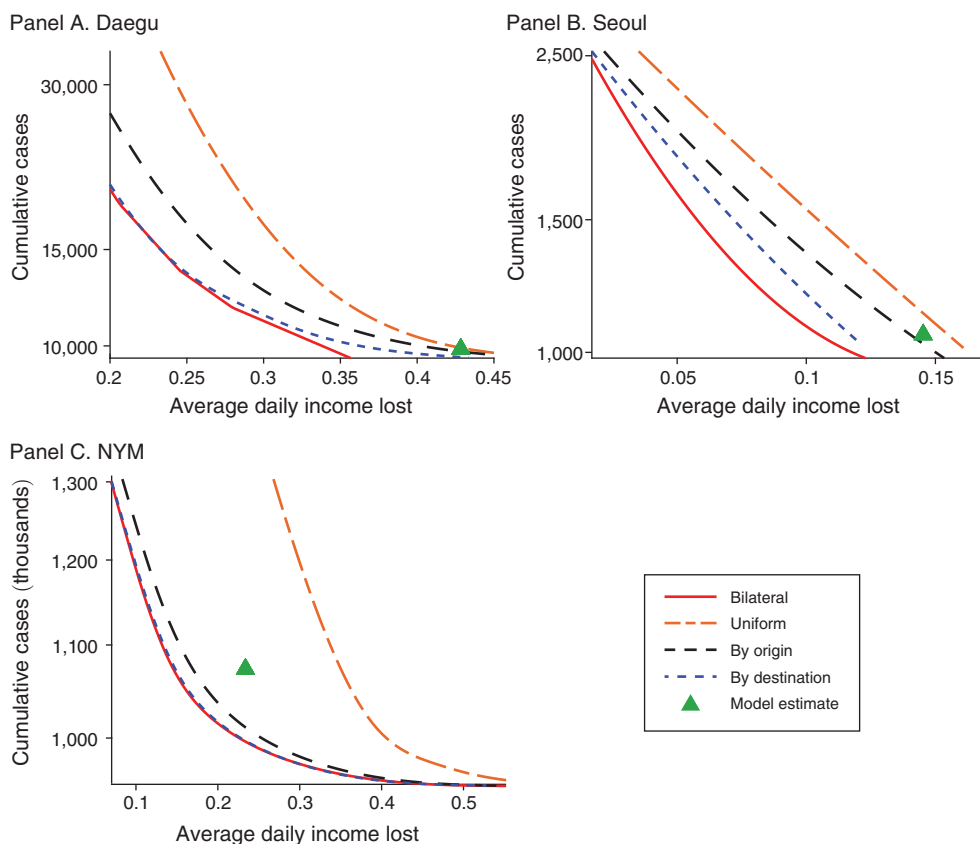 Panel A. Daegu
Cumulative cases
30,000
15,000
10,000
0.2 0.25 0.3 0.35 0.4 0.45
Average daily income lost
Panel B. Seoul
Cumulative cases
2,500
1,500
1,000
0.05 0.1 0.15
Average daily income lost
Panel C. NYM
Cumulative cases (thousands)
1,300
1,200
1,100
1,000
0.1 0.2 0.3 0.4 0.5
Average daily income lost
Bilateral
Uniform
By origin
By destination
Model estimate